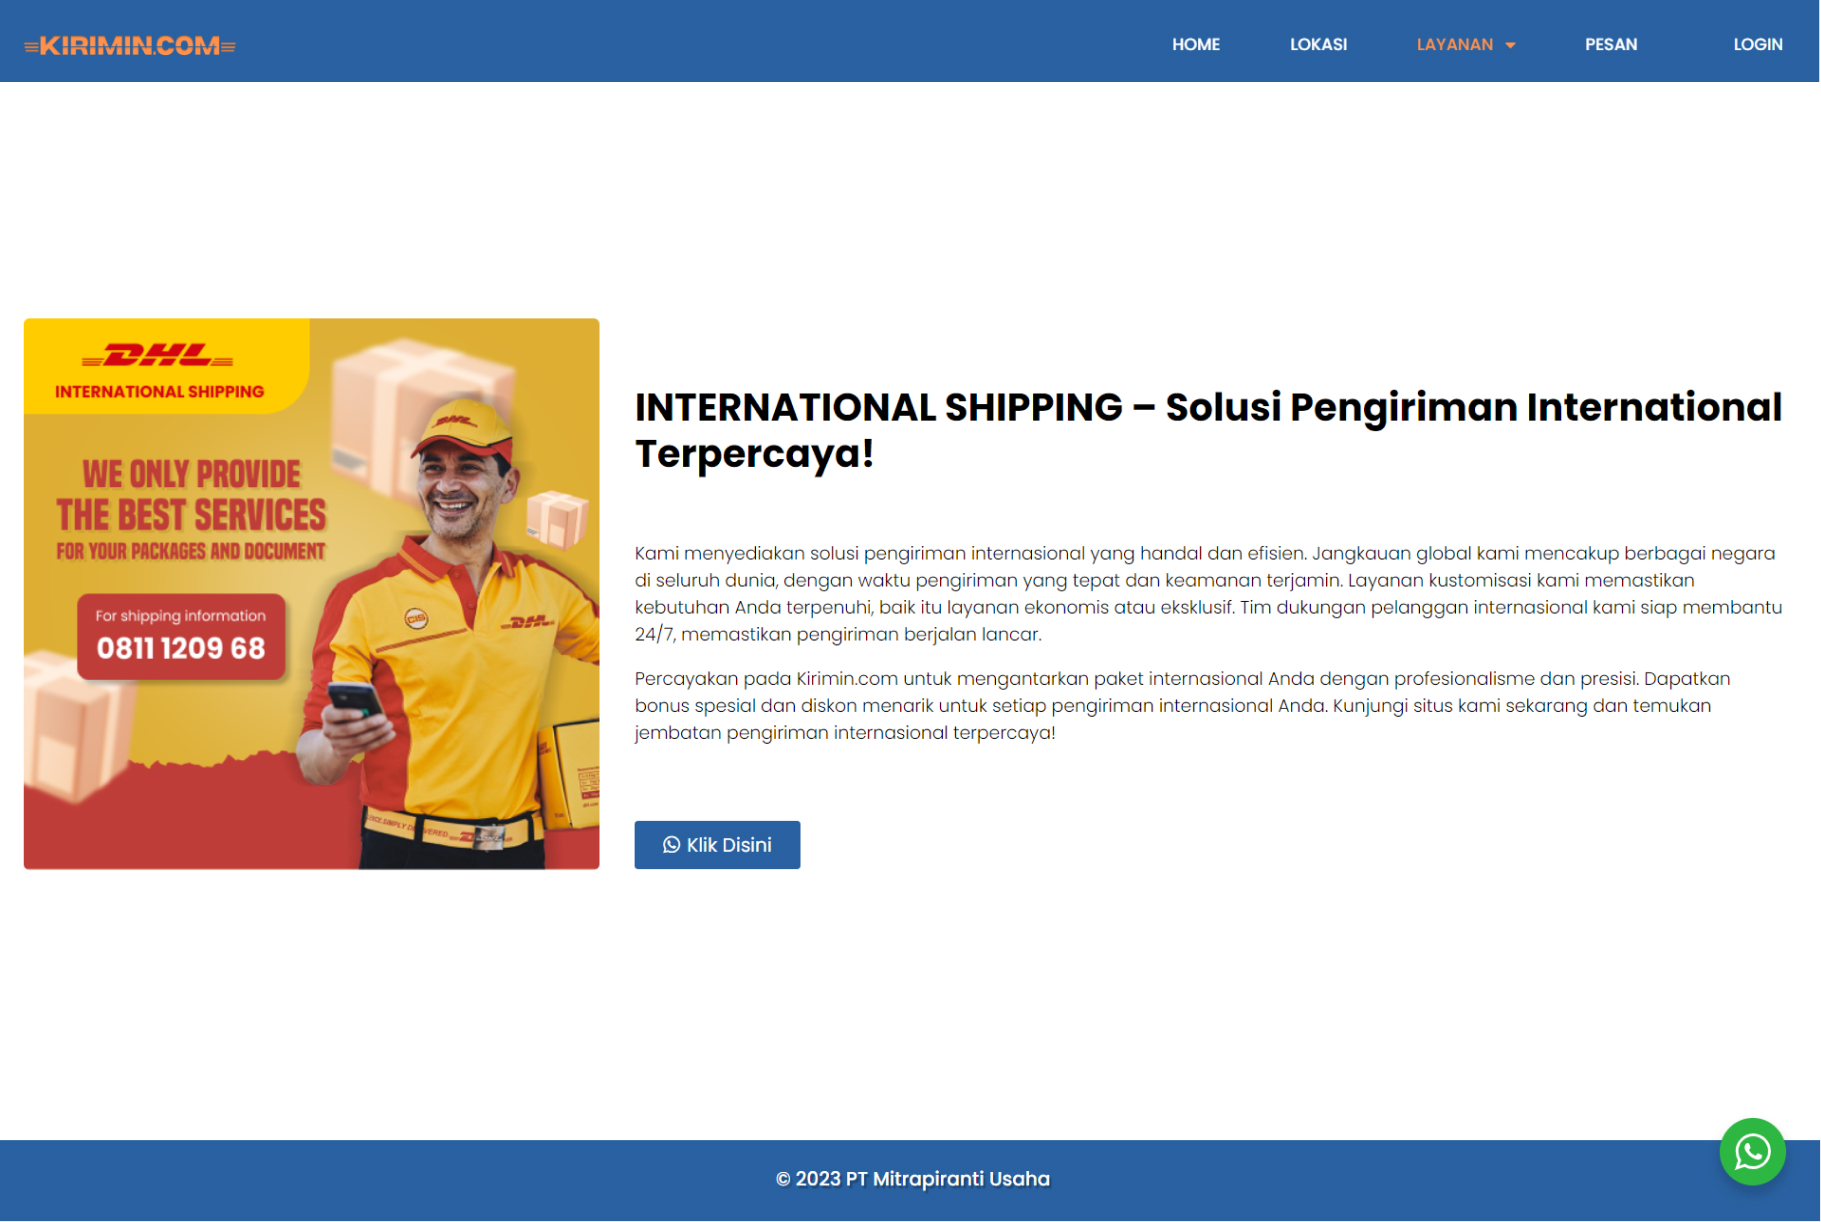 KIRIMIN.COM
HOME
LOKASI
LAYANAN
PESAN
LOGIN
DHL
INTERNATIONAL SHIPPING
WE ONLY PROVIDE
THE BEST SERVICES
FOR YOUR PACKAGES AND DOCUMENT
For shipping information
0811 1209 68
DHL
DHL
INTERNATIONAL SHIPPING – Solusi Pengiriman International
Terpercaya!
Kami menyediakan solusi pengiriman internasional yang handal dan efisien. Jangkauan global kami mencakup berbagai negara
di seluruh dunia, dengan waktu pengiriman yang tepat dan keamanan terjamin. Layanan kustomisasi kami memastikan
kebutuhan Anda terpenuhi, baik itu layanan ekonomis atau eksklusif. Tim dukungan pelanggan internasional kami siap membantu
24/7, memastikan pengiriman berjalan lancar.
Percayakan pada Kirimin.com untuk mengantarkan paket internasional Anda dengan profesionalisme dan presisi. Dapatkan
bonus spesial dan diskon menarik untuk setiap pengiriman internasional Anda. Kunjungi situs kami sekarang dan temukan
jembatan pengiriman internasional terpercaya!
Klik Disini
© 2023 PT Mitrapiranti Usaha